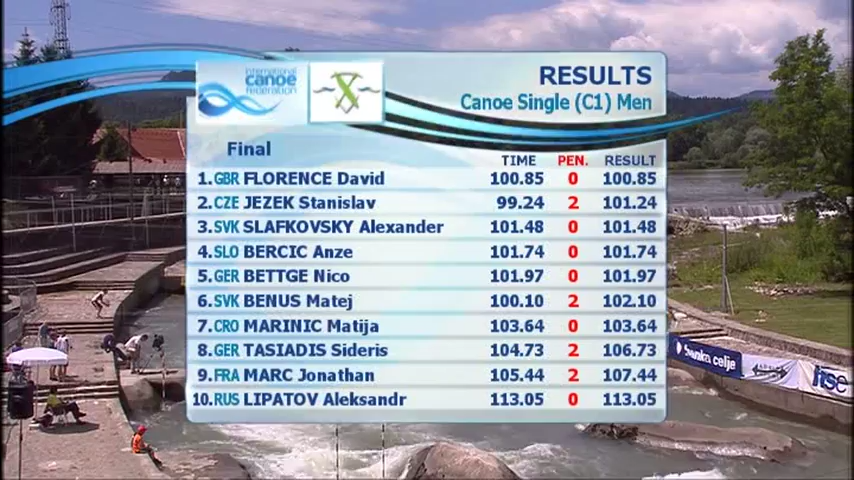 international
canoe
federation
RESULTS
Canoe Single (C1) Men
Final
TIME PEN. RESULT
1. GBR FLORENCE David 100.85 0 100.85
2. CZE JEZEK Stanislav 99.24 2 101.24
3. SVK SLAFKOVSKY Alexander 101.48 0 101.48
4. SLO BERCIC Anze 101.74 0 101.74
5. GER BETTGE Nico 101.97 0 101.97
6. SVK BENUS Matej 100.10 2 102.10
7. CRO MARINIC Matija 103.64 0 103.64
8. GER TASIADIS Sideris 104.73 2 106.73
9. FRA MARC Jonathan 105.44 2 107.44
10. RUS LIPATOV Aleksandr 113.05 0 113.05
banka celje